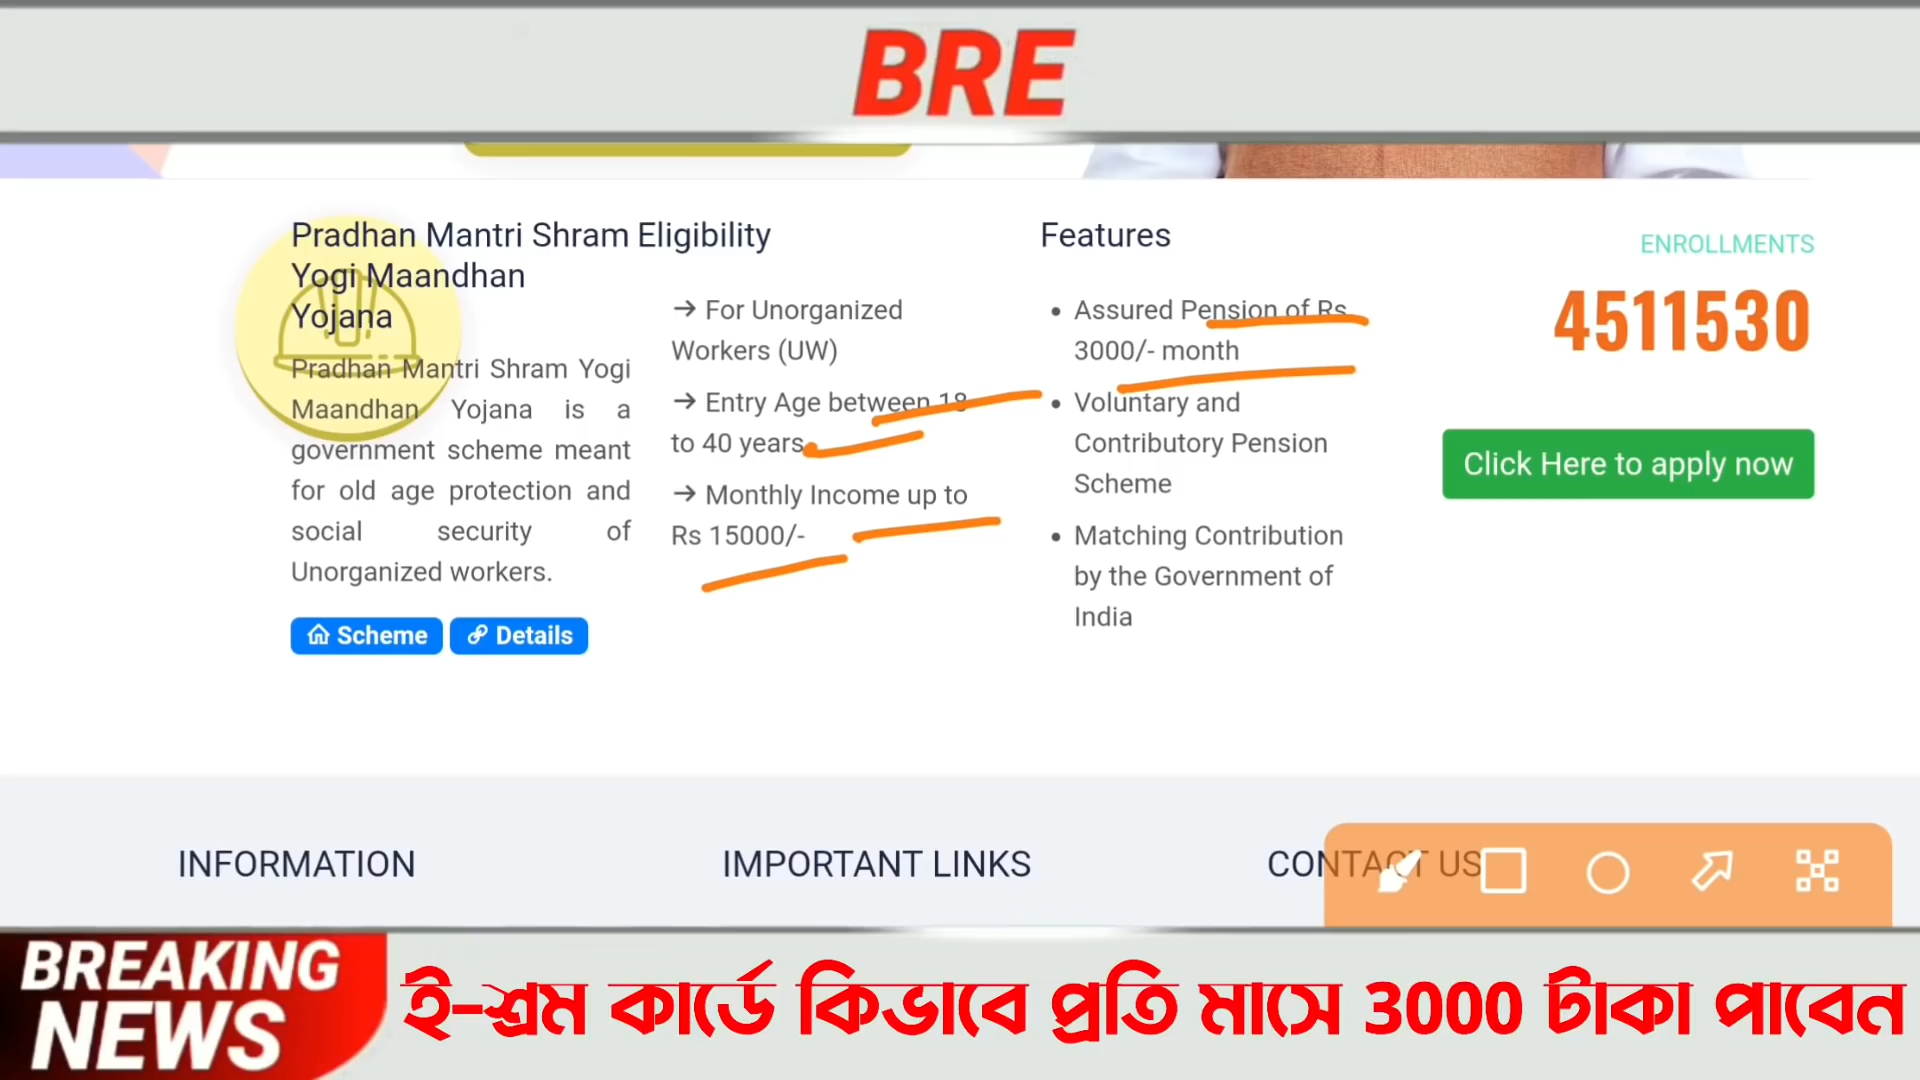 BRE
Pradhan Mantri Shram
Yogi Maandhan
Yojana
Pradhan Mantri Shram Yogi
Maandhan Yojana is a
government scheme meant
for old age protection and
social security of
Unorganized workers.
Scheme Details
Eligibility
→ For Unorganized
Workers (UW)
→ Entry Age between 18
to 40 years
→ Monthly Income up to
Rs 15000/-
Features
• Assured Pension of Rs.
3000/- month
• Voluntary and
Contributory Pension
Scheme
• Matching Contribution
by the Government of
India
ENROLLMENTS
4511530
Click Here to apply now
INFORMATION
IMPORTANT LINKS
CONTACT US
BREAKING
NEWS
ই-শ্রম কার্ডে কিভাবে প্রতি মাসে 3000 টাকা পাবেন